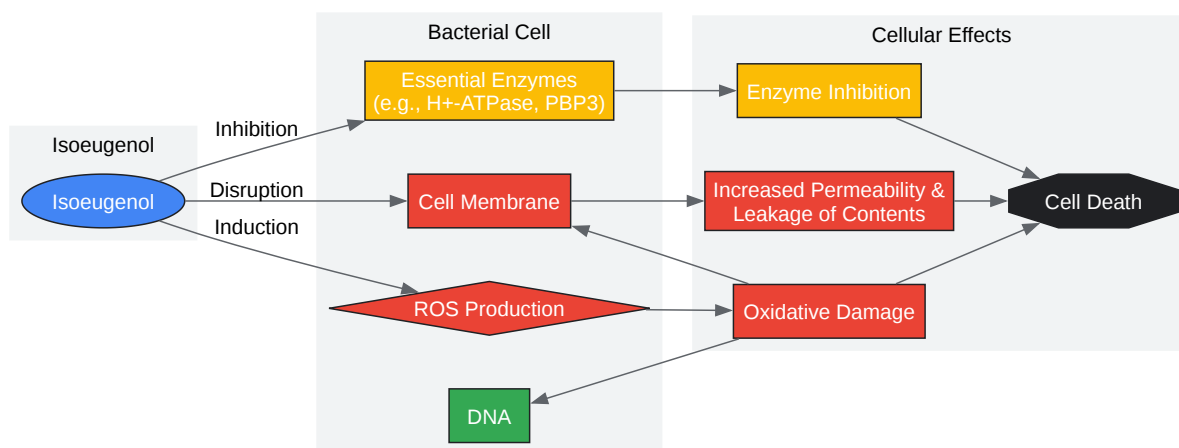 Bacterial Cell
Cellular Effects
Essential Enzymes
(e.g., H+-ATPase, PBP3)
Enzyme Inhibition
Inhibition
Isoeugenol
Isoeugenol
Disruption
Cell Membrane
Increased Permeability &
Leakage of Contents
Cell Death
Induction
ROS Production
Oxidative Damage
DNA